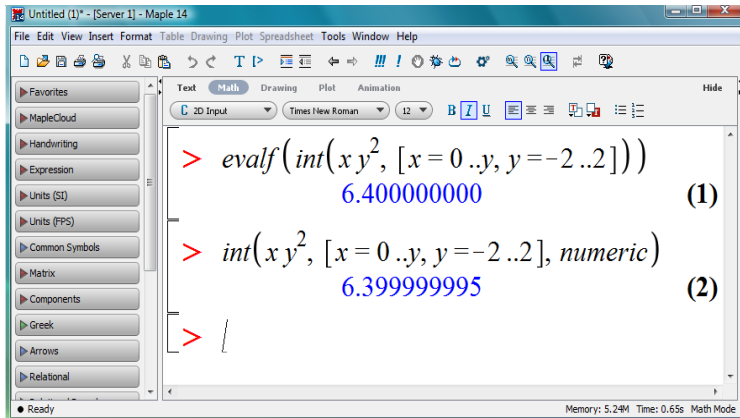 Untitled (1)* - [Server 1] - Maple 14
File Edit View Insert Format Table Drawing Plot Spreadsheet Tools Window Help
Text Math Drawing Plot Animation Hide
C 2D Input Times New Roman 12 B I U
Favorites
MapleCloud
Handwriting
Expression
Units (SI)
Units (FPS)
Common Symbols
Matrix
Components
Greek
Arrows
Relational
> evalf(int(x y², [x = 0 ..y, y = −2 ..2]))
6.400000000 (1)
> int(x y², [x = 0 ..y, y = −2 ..2], numeric)
6.399999995 (2)
>
Ready Memory: 5.24M Time: 0.65s Math Mode